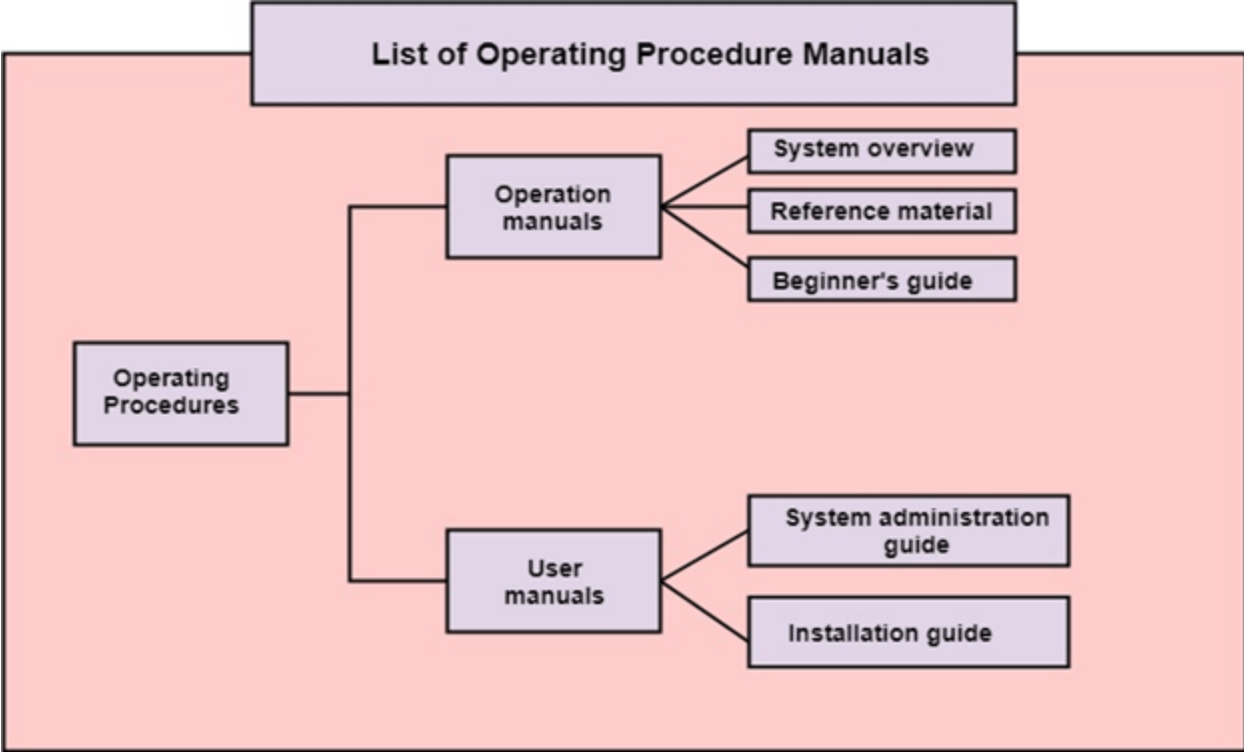 List of Operating Procedure Manuals
System overview
Operation
manuals
Reference material
Beginner's guide
Operating
Procedures
System administration
guide
User
manuals
Installation guide